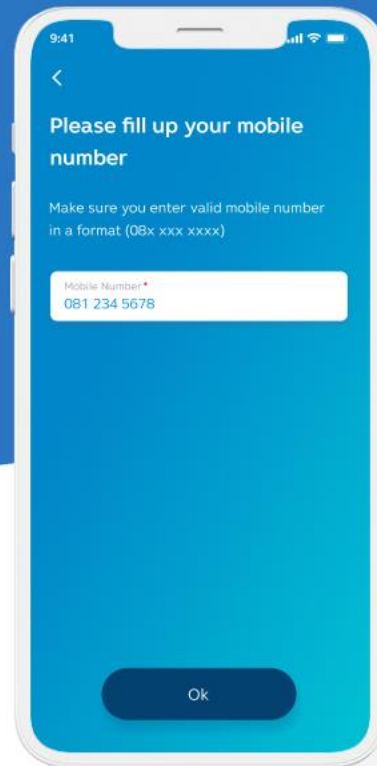 9:41
Please fill up your mobile
number
Make sure you enter valid mobile number
in a format (08x xxx xxxx)
Mobile Number*
081 234 5678
Ok